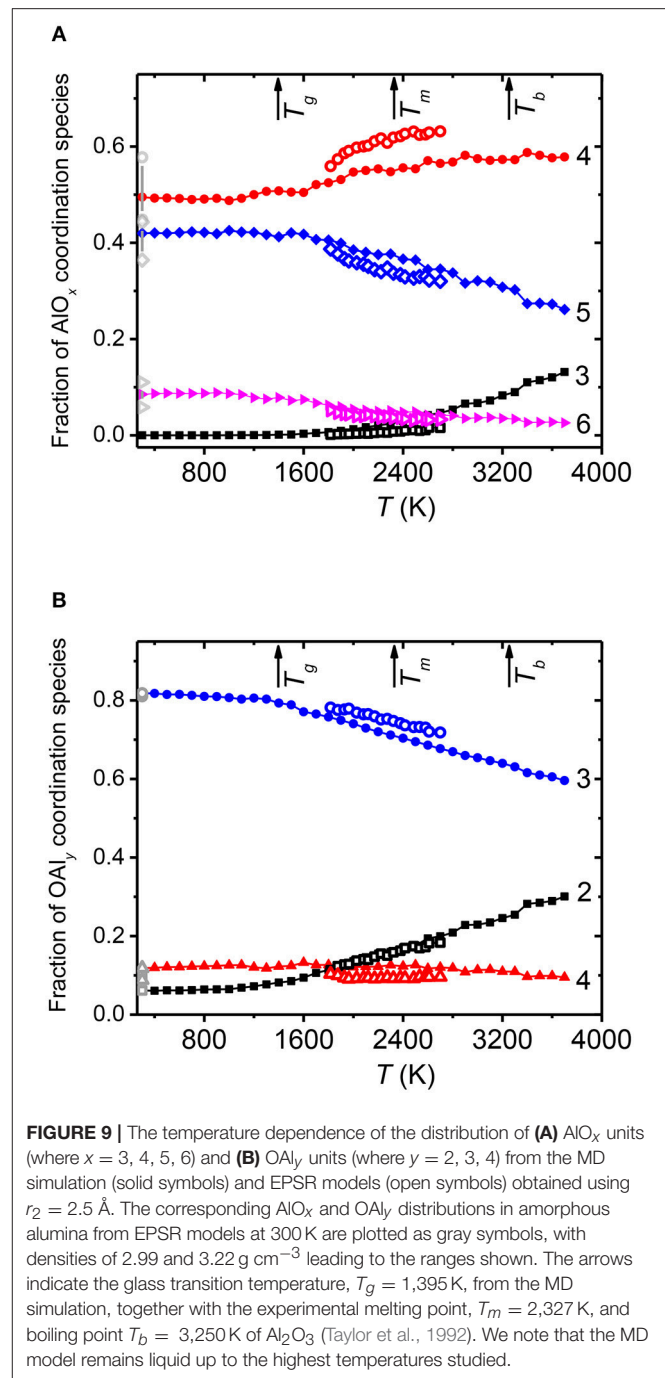 A
T_g
T_m
T_b
0.6
0.4
0.2
0.0
4
5
3
6
Fraction of AlO_x coordination species
800
1600
2400
3200
4000
T (K)
B
T_g
T_m
T_b
0.8
0.6
0.4
0.2
0.0
3
2
4
Fraction of OAl_y coordination species
800
1600
2400
3200
4000
T (K)
FIGURE 9 | The temperature dependence of the distribution of (A) AlO_x units
(where x = 3, 4, 5, 6) and (B) OAl_y units (where y = 2, 3, 4) from the MD
simulation (solid symbols) and EPSR models (open symbols) obtained using
r_2 = 2.5 Å. The corresponding AlO_x and OAl_y distributions in amorphous
alumina from EPSR models at 300 K are plotted as gray symbols, with
densities of 2.99 and 3.22 g cm^−3 leading to the ranges shown. The arrows
indicate the glass transition temperature, T_g = 1,395 K, from the MD
simulation, together with the experimental melting point, T_m = 2,327 K, and
boiling point T_b = 3,250 K of Al_2O_3 (Taylor et al., 1992). We note that the MD
model remains liquid up to the highest temperatures studied.